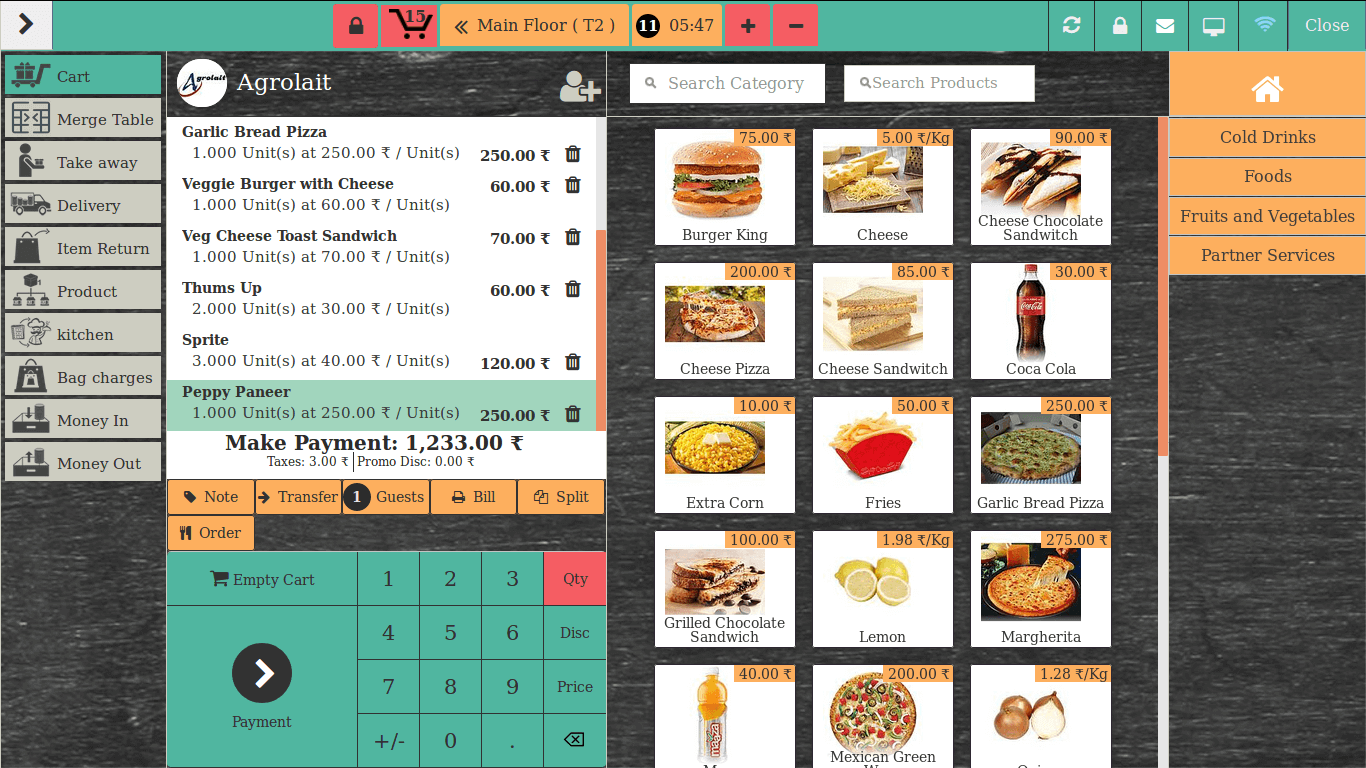 15
Main Floor ( T2 )
11 05:47
Close
Cart
Merge Table
Take away
Delivery
Item Return
Product
kitchen
Bag charges
Money In
Money Out
Agrolait
Agrolait
Garlic Bread Pizza
1.000 Unit(s) at 250.00 ₹ / Unit(s) 250.00 ₹
Veggie Burger with Cheese 60.00 ₹
1.000 Unit(s) at 60.00 ₹ / Unit(s)
Veg Cheese Toast Sandwich 70.00 ₹
1.000 Unit(s) at 70.00 ₹ / Unit(s)
Thums Up 60.00 ₹
2.000 Unit(s) at 30.00 ₹ / Unit(s)
Sprite
3.000 Unit(s) at 40.00 ₹ / Unit(s) 120.00 ₹
Peppy Paneer
1.000 Unit(s) at 250.00 ₹ / Unit(s) 250.00 ₹
Make Payment: 1,233.00 ₹
Taxes: 3.00 ₹ Promo Disc: 0.00 ₹
Note Transfer 1 Guests Bill Split
Order
Empty Cart 1 2 3 Qty
4 5 6 Disc
7 8 9 Price
Payment
+/- 0 .
Search Category Search Products
75.00 ₹
Burger King
5.00 ₹/Kg
Cheese
90.00 ₹
Cheese Chocolate
Sandwitch
200.00 ₹
Cheese Pizza
85.00 ₹
Cheese Sandwitch
30.00 ₹
Coca-Cola
Coca Cola
10.00 ₹
Extra Corn
50.00 ₹
Fries
250.00 ₹
Garlic Bread Pizza
100.00 ₹
Grilled Chocolate
Sandwich
1.98 ₹/Kg
Lemon
275.00 ₹
Margherita
40.00 ₹
maaza
200.00 ₹
Mexican Green
1.28 ₹/Kg
Cold Drinks
Foods
Fruits and Vegetables
Partner Services